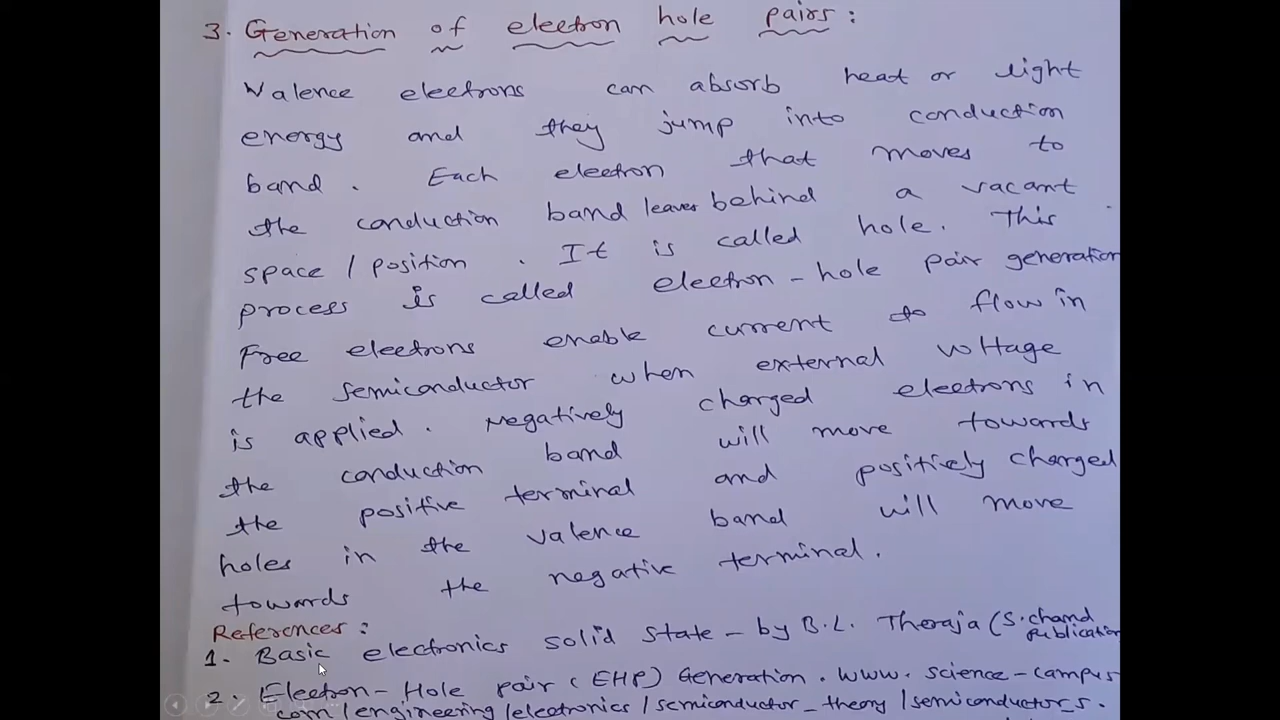 3. Generation of electron hole pairs :
Valence electrons can absorb heat or light
energy and they jump into conduction
band. Each electron that moves to
the conduction band leaves behind a vacant
space / position. It is called hole. This
process is called electron - hole pair generation
Free electrons enable current to flow in
the semiconductor when external voltage
is applied. Negatively charged electrons in
the conduction band will move towards
the positive terminal and positively charged
holes in the valence band will move
towards the negative terminal.
References :
1. Basic electronics solid state - by B.L. Theraja (S. chand publication
2. Electron - Hole pair (EHP) Generation. www. science - campus
com / engineering / electronics / semiconductor_theory / semiconductor_s.